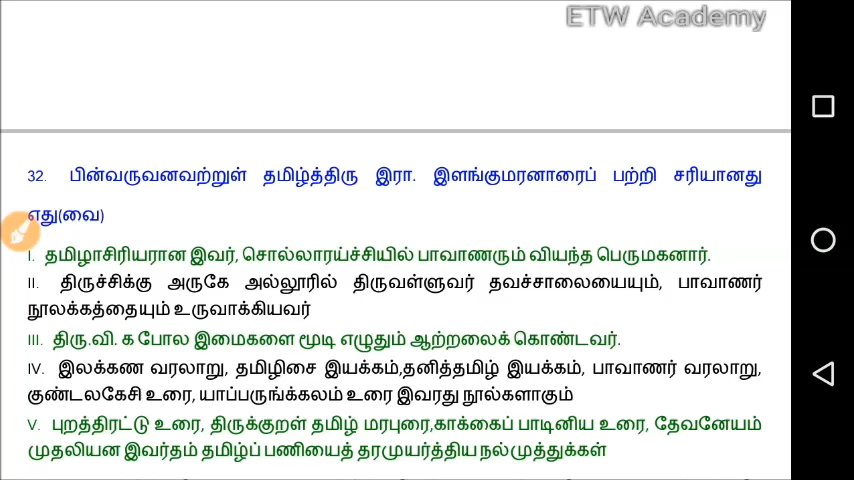 ETW Academy
32. பின்வருவனவற்றுள் தமிழ்த்திரு இரா. இளங்குமரனாரைப் பற்றி சரியானது
எது(வை)
I. தமிழாசிரியரான இவர், சொல்லாராய்ச்சியில் பாவாணரும் வியந்த பெருமகனார்.
II. திருச்சிக்கு அருகே அல்லூரில் திருவள்ளுவர் தவச்சாலையையும், பாவாணர்
நூலகத்தையும் உருவாக்கியவர்
III. திரு.வி. க போல இமைகளை மூடி எழுதும் ஆற்றலைக் கொண்டவர்.
IV. இலக்கண வரலாறு, தமிழிசை இயக்கம்,தனித்தமிழ் இயக்கம், பாவாணர் வரலாறு,
குண்டலகேசி உரை, யாப்பருங்க்கலம் உரை இவரது நூல்களாகும்
V. புறத்திரட்டு உரை, திருக்குறள் தமிழ் மரபுரை,காக்கைப் பாடினிய உரை, தேவனேயம்
முதலியன இவர்தம் தமிழ்ப் பணியைத் தரமுயர்த்திய நல்முத்துக்கள்